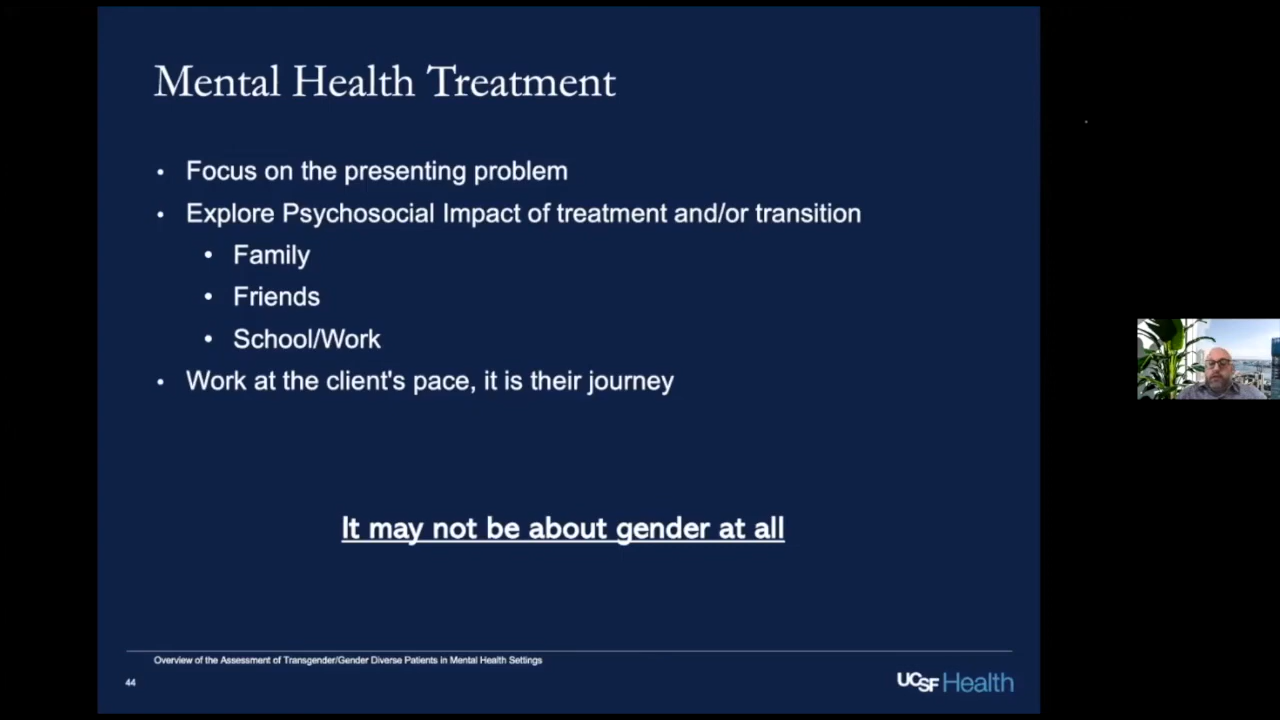 Mental Health Treatment
• Focus on the presenting problem
• Explore Psychosocial Impact of treatment and/or transition
• Family
• Friends
• School/Work
• Work at the client's pace, it is their journey
It may not be about gender at all
Overview of the Assessment of Transgender/Gender Diverse Patients in Mental Health Settings
44
UCSF Health